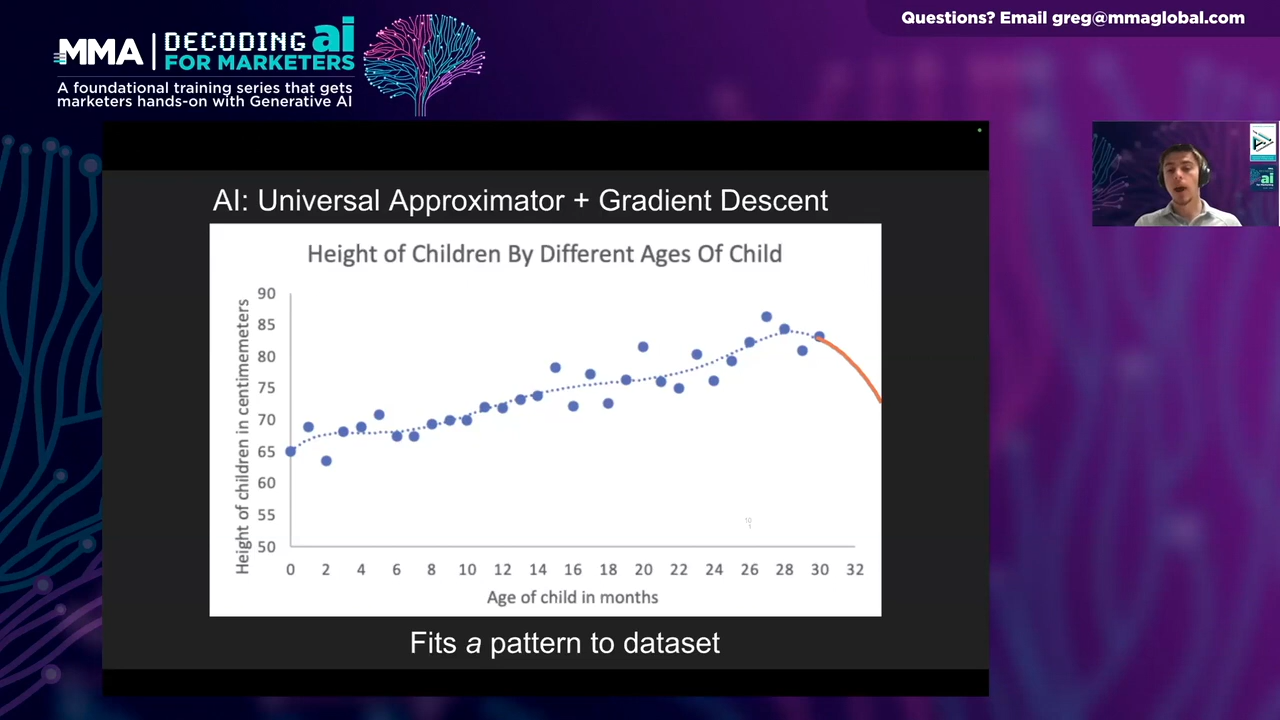 Questions? Email greg@mmaglobal.com
MMA | DECODING ai
FOR MARKETERS
A foundational training series that gets
marketers hands-on with Generative AI
AI: Universal Approximator + Gradient Descent
Height of Children By Different Ages Of Child
Height of children in centimemeters
90
85
80
75
70
65
60
55
50
0 2 4 6 8 10 12 14 16 18 20 22 24 26 28 30 32
Age of child in months
Fits a pattern to dataset
ai